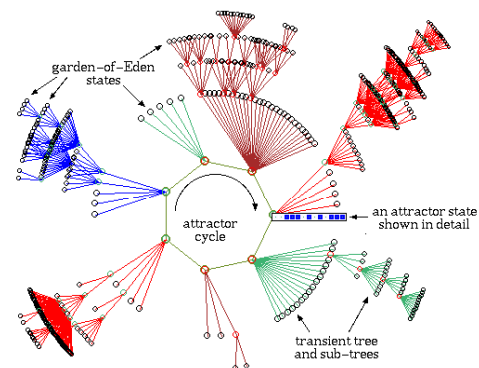 garden-of-Eden
states
attractor
cycle
an attractor state
shown in detail
transient tree
and sub-trees